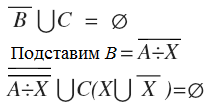 B̅ ⋃ C = ∅
Подставим B = A̅÷̅X̅
A̿÷̿X̿ ⋃ C(X⋃ X̅ )=∅